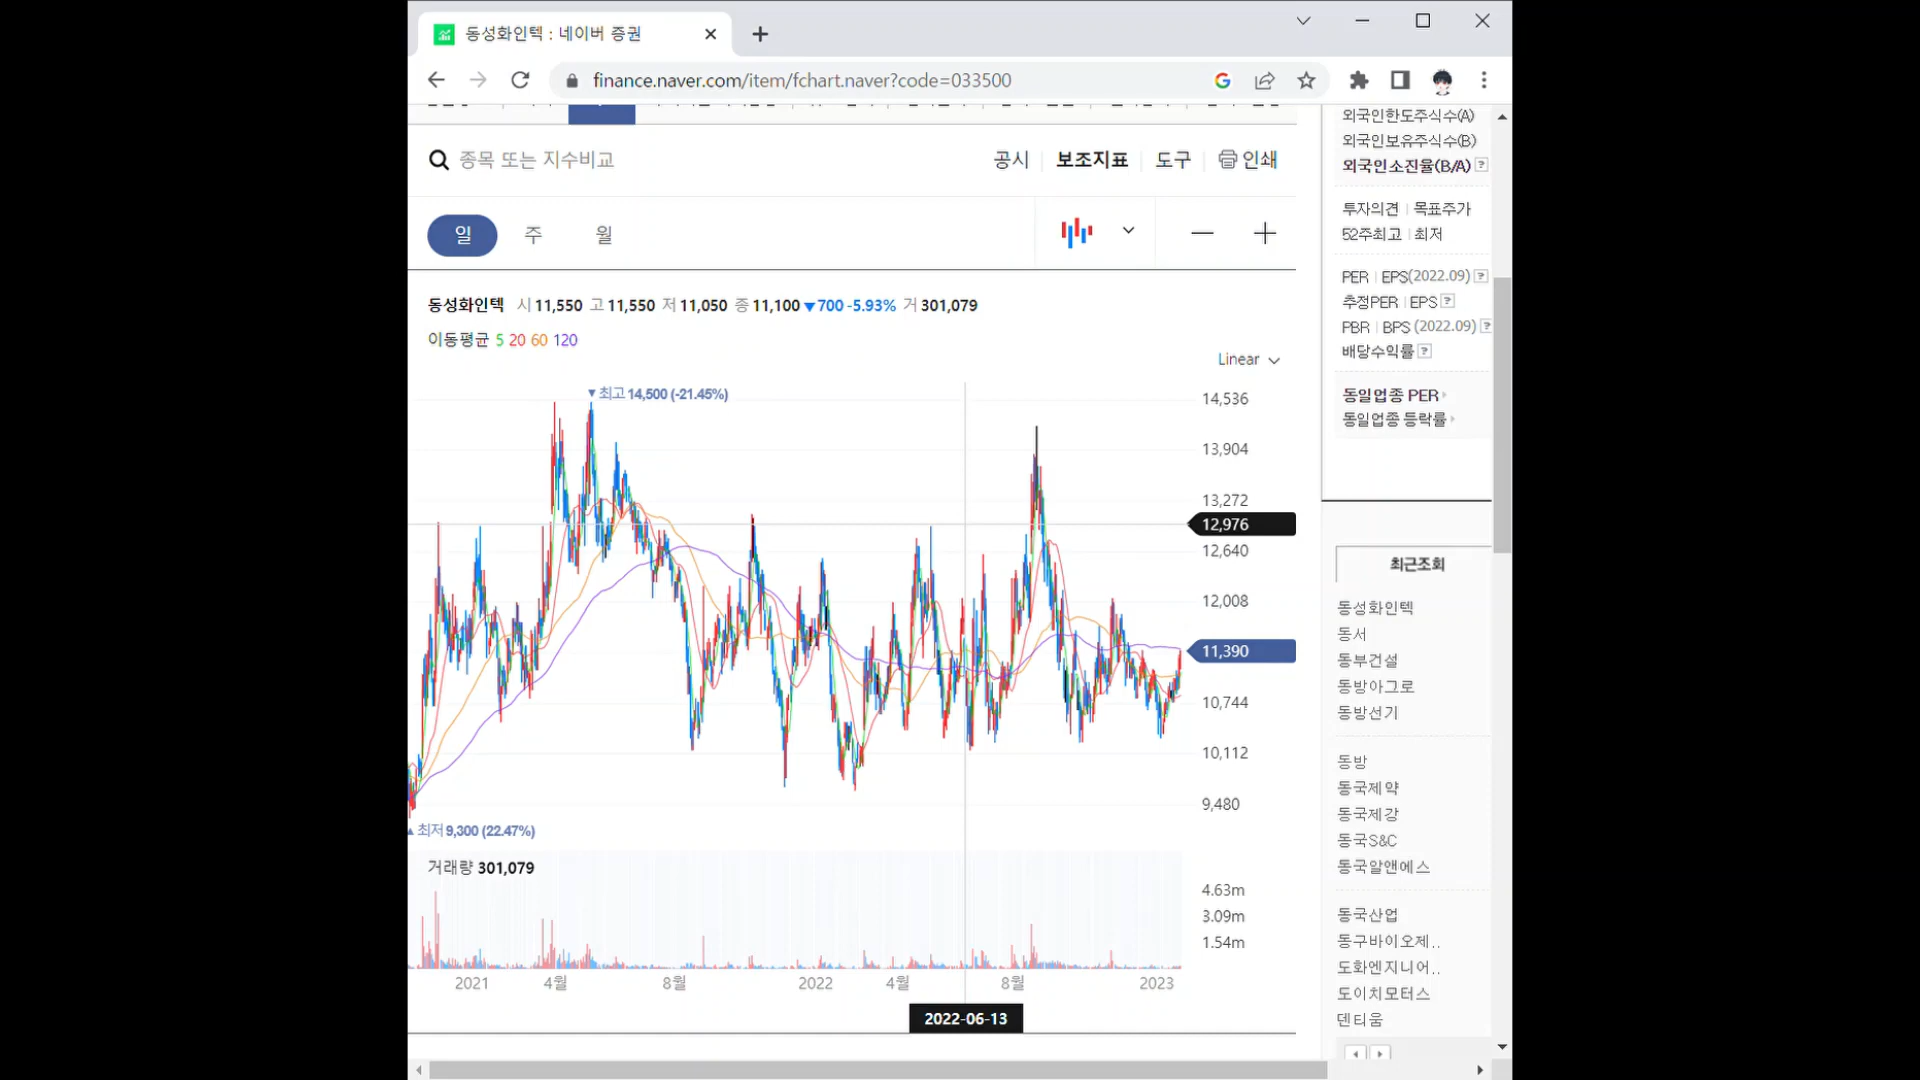 동성화인텍 : 네이버 증권
finance.naver.com/item/fchart.naver?code=033500
종목 또는 지수비교
공시 보조지표 도구 인쇄
일 주 월
동성화인텍 시 11,550 고 11,550 저 11,050 종 11,100 ▼700 -5.93% 거 301,079
이동평균 5 20 60 120
Linear
▼최고 14,500 (-21.45%)
14,536
13,904
13,272
12,976
12,640
12,008
11,390
10,744
10,112
9,480
▲최저 9,300 (22.47%)
거래량 301,079
4.63m
3.09m
1.54m
2021 4월 8월 2022 4월 8월 2023
2022-06-13
외국인한도주식수(A)
외국인보유주식수(B)
외국인소진율(B/A) ?
투자의견 | 목표주가
52주최고 | 최저
PER | EPS(2022.09) ?
추정PER | EPS ?
PBR | BPS (2022.09) ?
배당수익률 ?
동일업종 PER
동일업종 등락률
최근조회
동성화인텍
동서
동부건설
동방아그로
동방선기
동방
동국제약
동국제강
동국S&C
동국알앤에스
동국산업
동구바이오제..
도화엔지니어..
도이치모터스
덴티움